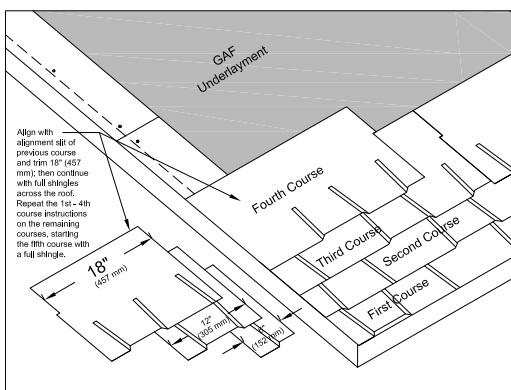 GAF
Underlayment
Align with
alignment slit of
previous course
and trim 18" (457
mm); then continue
with full shingles
across the roof.
Repeat the 1st - 4th
course instructions
on the remaining
courses, starting
the fifth course with
a full shingle.
Fourth Course
Third Course
Second Course
First Course
18"
(457 mm)
12"
(305 mm)
(152 mm)